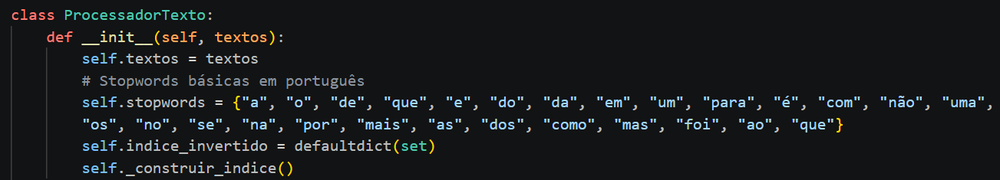 class ProcessadorTexto:
    def __init__(self, textos):
        self.textos = textos
        # Stopwords básicas em português
        self.stopwords = {"a", "o", "de", "que", "e", "do", "da", "em", "um", "para", "é", "com", "não", "uma",
        "os", "no", "se", "na", "por", "mais", "as", "dos", "como", "mas", "foi", "ao", "que"}
        self.indice_invertido = defaultdict(set)
        self._construir_indice()